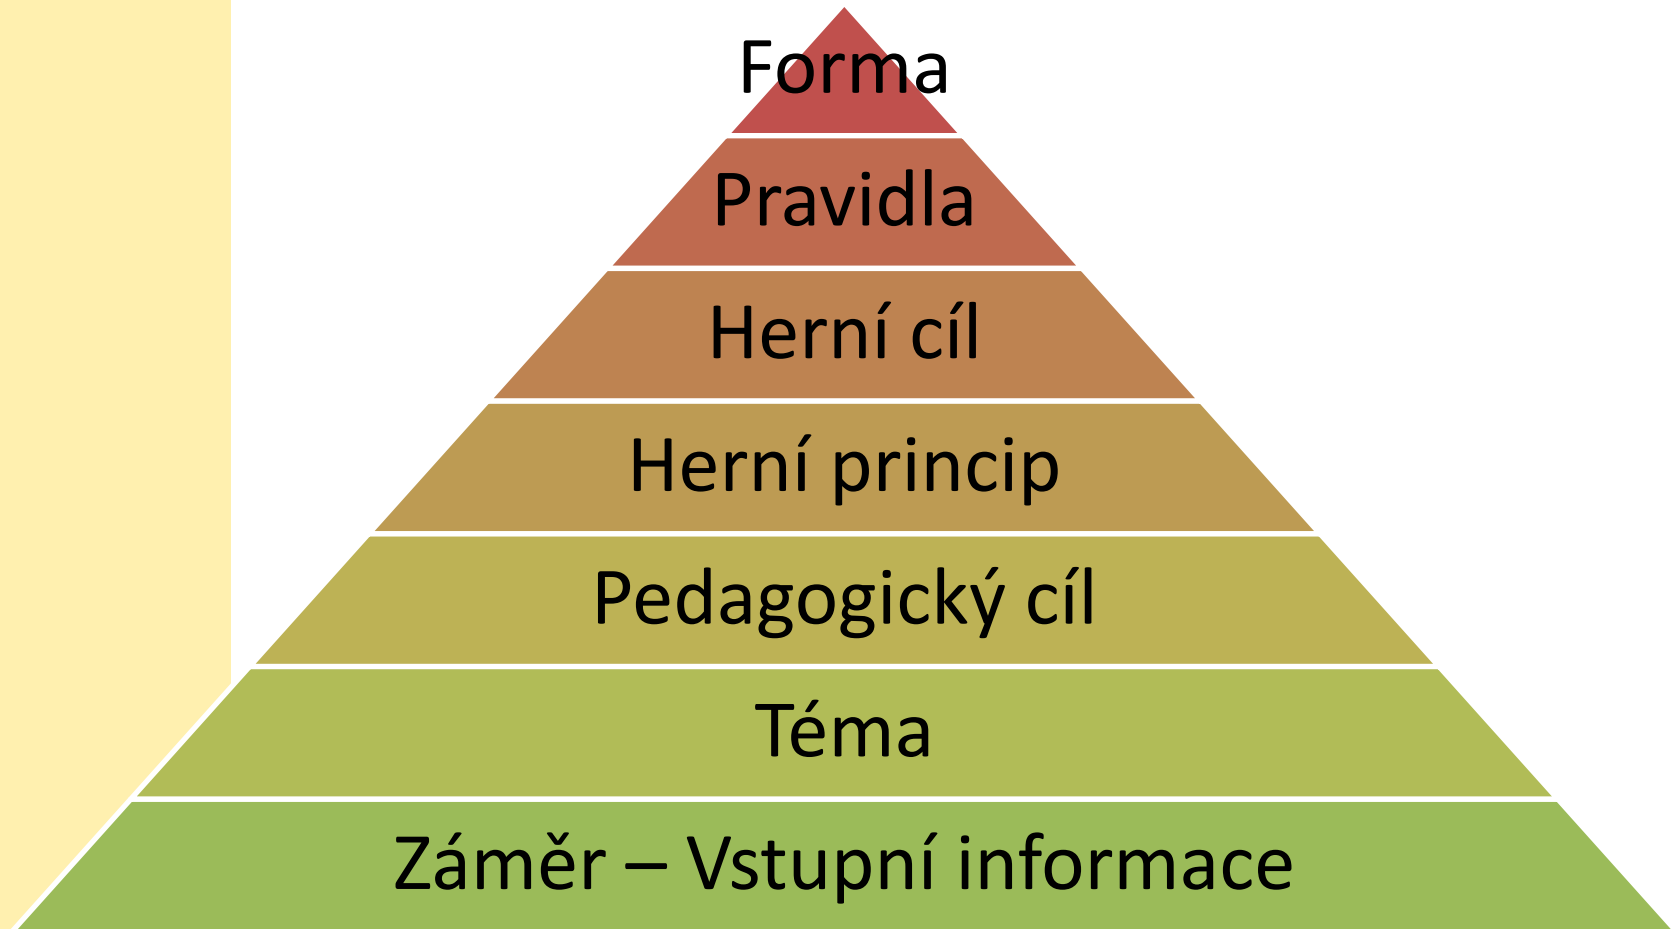 Forma
Pravidla
Herní cíl
Herní princip
Pedagogický cíl
Téma
Záměr – Vstupní informace